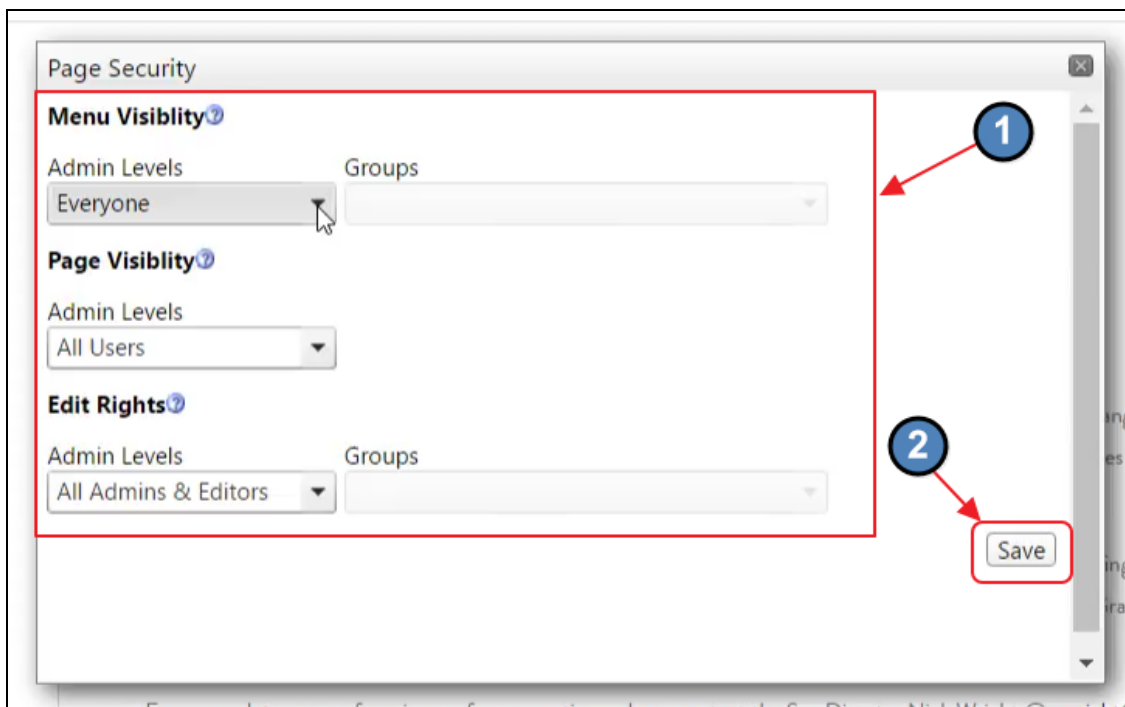 Page Security
Menu Visiblity
1
Admin Levels Groups
Everyone
Page Visiblity
Admin Levels
All Users
Edit Rights
2
Admin Levels Groups
All Admins & Editors
Save